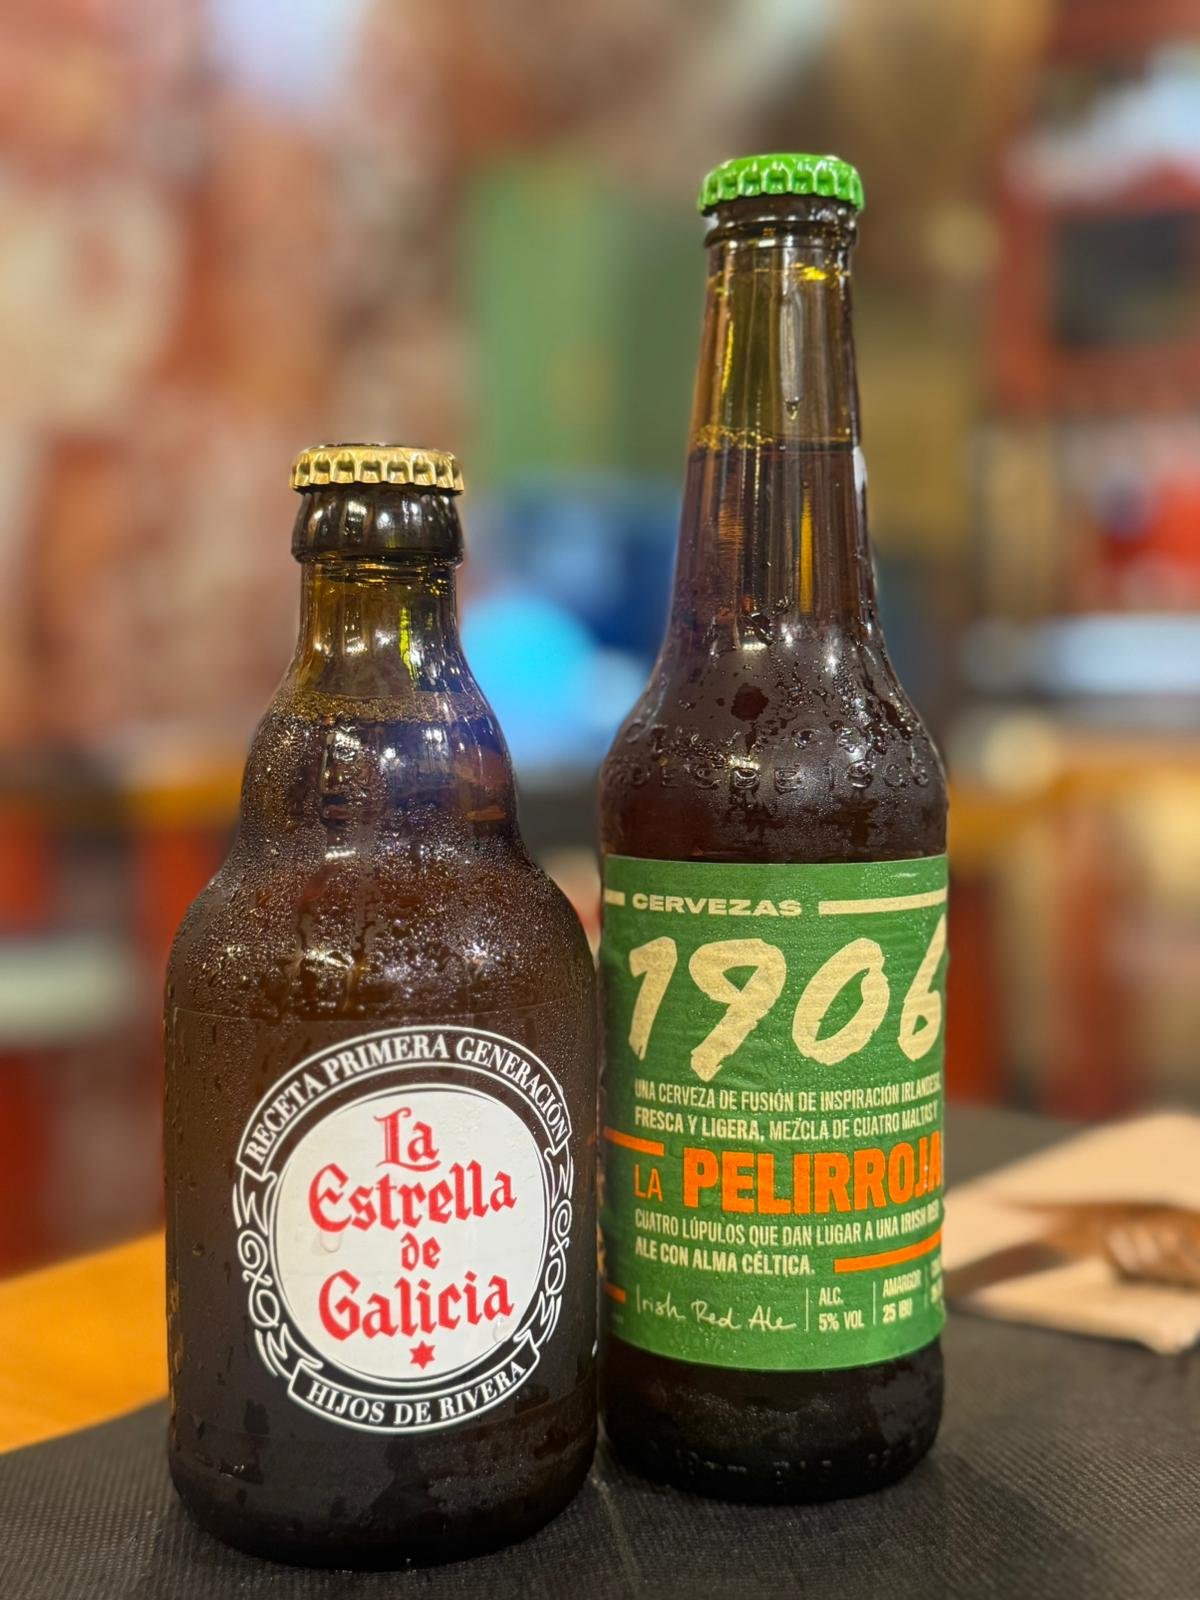 RECETA PRIMERA GENERACIÓN
La
Estrella
de
Galicia
HIJOS DE RIVERA
DESDE 1906
CERVEZAS
1906
UNA CERVEZA DE FUSIÓN DE INSPIRACIÓN IRLANDESA,
FRESCA Y LIGERA, MEZCLA DE CUATRO MALTAS Y
LA PELIRROJA
CUATRO LÚPULOS QUE DAN LUGAR A UNA IRISH RED
ALE CON ALMA CÉLTICA.
Irish Red Ale
ALC.
5% VOL
AMARGOR
25 IBU